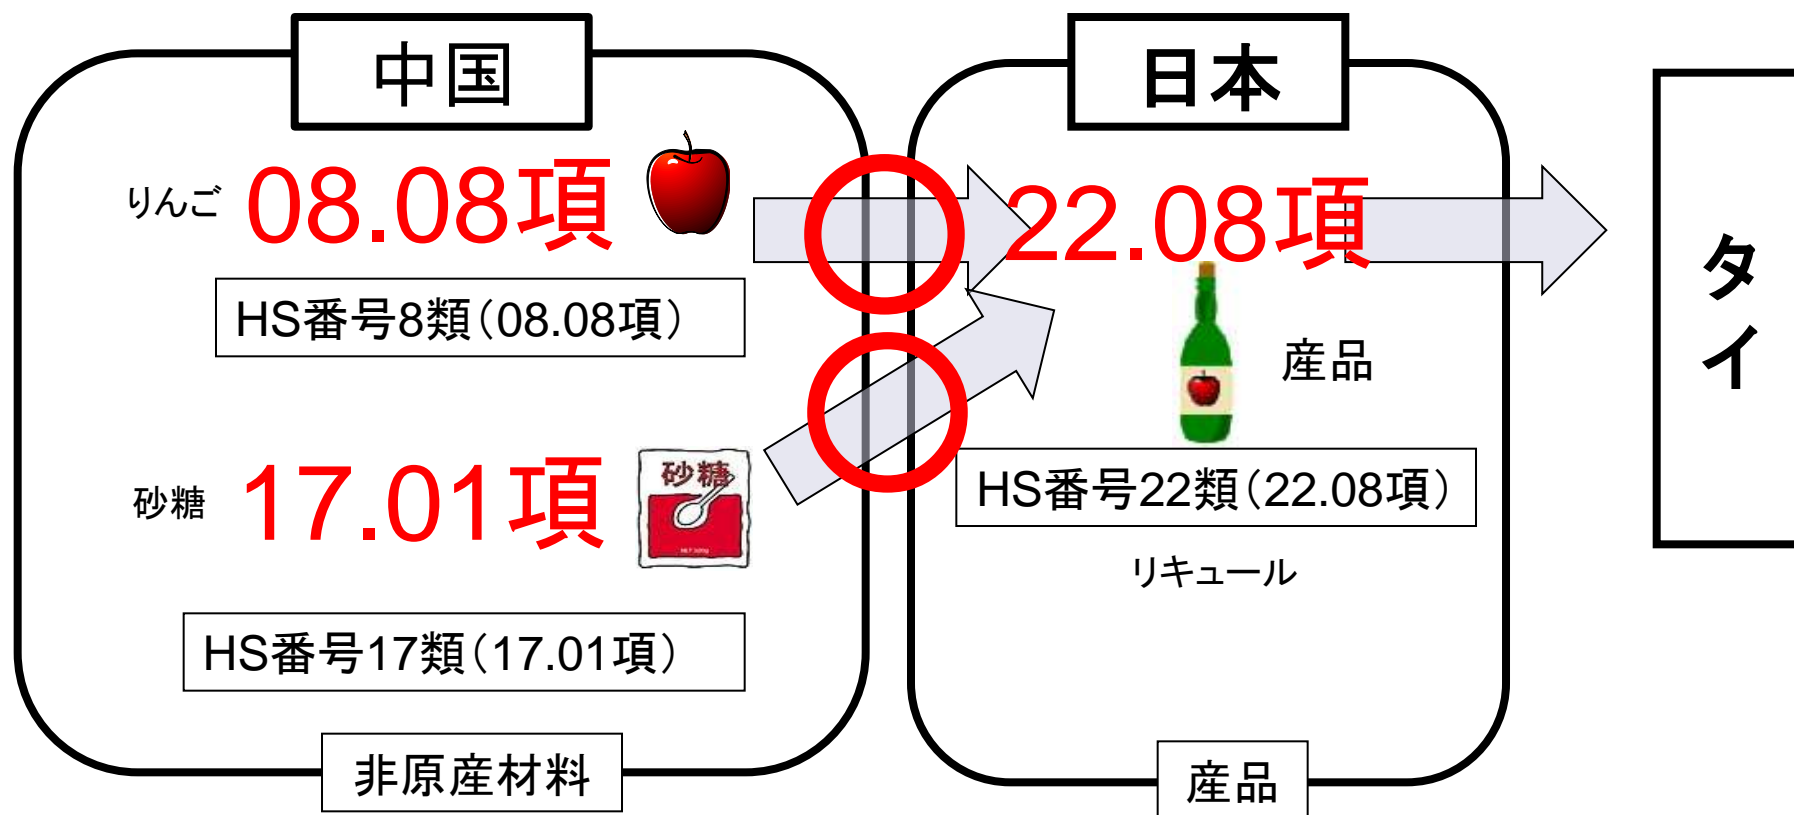 中国
りんご 08.08項
HS番号8類(08.08項)
砂糖 17.01項
砂糖
HS番号17類(17.01項)
非原産材料
日本
22.08項
産品
HS番号22類(22.08項)
リキュール
産品
タイ